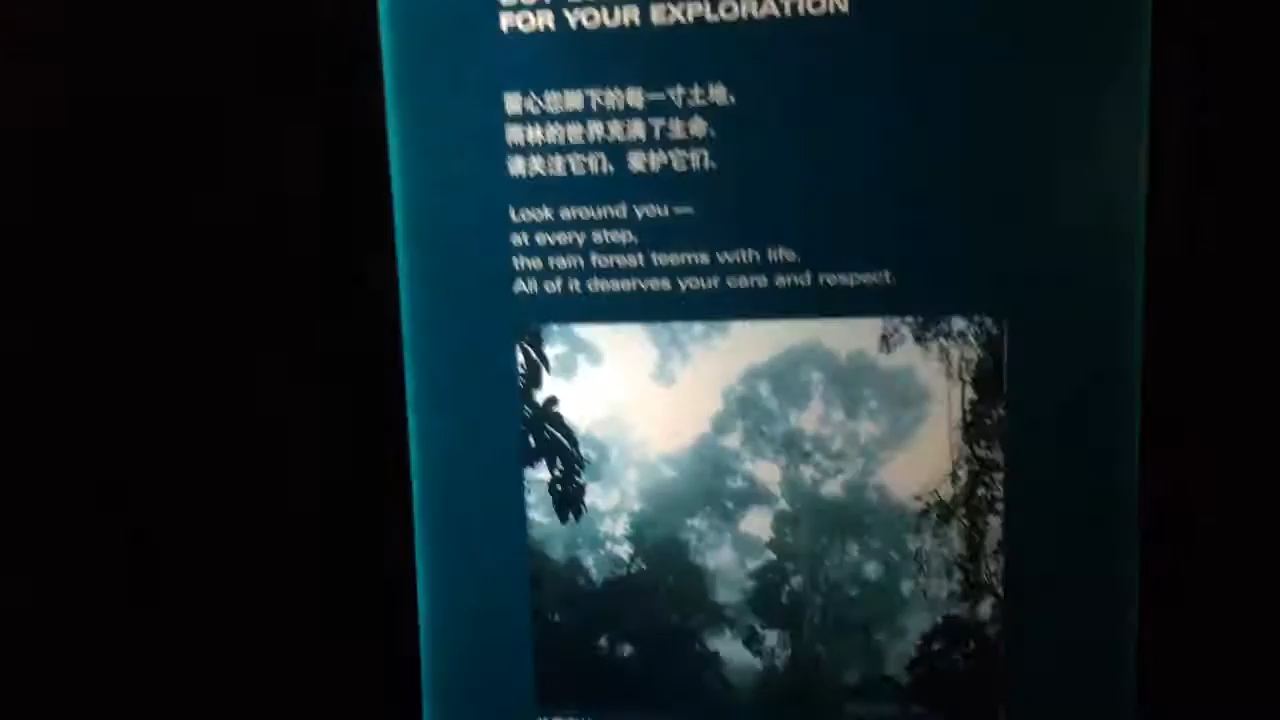 FOR YOUR EXPLORATION
留心您脚下的每一寸土地,
雨林的世界充满了生命,
请关注它们, 爱护它们。
Look around you —
at every step,
the rain forest teems with life.
All of it deserves your care and respect.